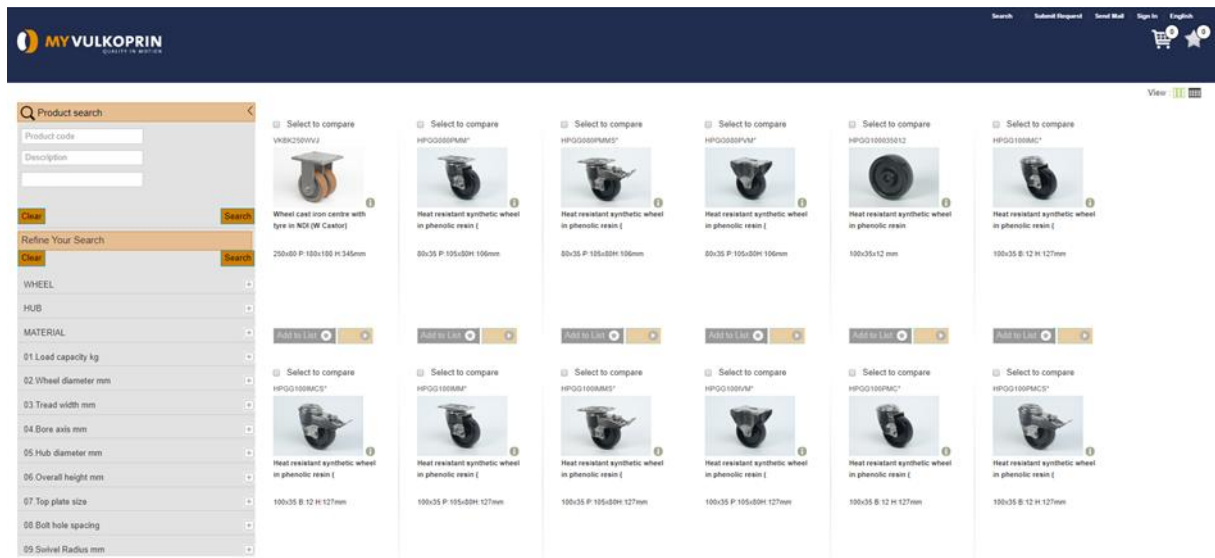 Search Submit Request Send Mail Sign In English
MY VULKOPRIN
QUALITY IN MOTION
0 0
View
Product search
Product code
Description
Clear Search
Refine Your Search
Clear Search
WHEEL
HUB
MATERIAL
01.Load capacity kg
02.Wheel diameter mm
03.Tread width mm
04.Bore axis mm
05.Hub diameter mm
06.Overall height mm
07.Top plate size
08.Bolt hole spacing
09.Swivel Radius mm
Select to compare
VKBK250WVJ
Wheel cast iron centre with
tyre in NDI (W Castor)
250x80 P:180x180 H:345mm
Add to List
Select to compare
HPGG080PMM*
Heat resistant synthetic wheel
in phenolic resin (
80x35 P:105x80H:106mm
Add to List
Select to compare
HPGG080PMMS*
Heat resistant synthetic wheel
in phenolic resin (
80x35 P:105x80H:106mm
Add to List
Select to compare
HPGG080PVM*
Heat resistant synthetic wheel
in phenolic resin (
80x35 P:105x80H:106mm
Add to List
Select to compare
HPGG100035012
Heat resistant synthetic wheel
in phenolic resin
100x35x12 mm
Add to List
Select to compare
HPGG100IMC*
Heat resistant synthetic wheel
in phenolic resin (
100x35 B:12 H:127mm
Add to List
Select to compare
HPGG100IMCS*
Heat resistant synthetic wheel
in phenolic resin (
100x35 B:12 H:127mm
Select to compare
HPGG100IMM*
Heat resistant synthetic wheel
in phenolic resin (
100x35 P:105x80H:127mm
Select to compare
HPGG100IMMS*
Heat resistant synthetic wheel
in phenolic resin (
100x35 P:105x80H:127mm
Select to compare
HPGG100IVM*
Heat resistant synthetic wheel
in phenolic resin (
100x35 P:105x80H:127mm
Select to compare
HPGG100PMC*
Heat resistant synthetic wheel
in phenolic resin (
100x35 B:12 H:127mm
Select to compare
HPGG100PMCS*
Heat resistant synthetic wheel
in phenolic resin (
100x35 B:12 H:127mm